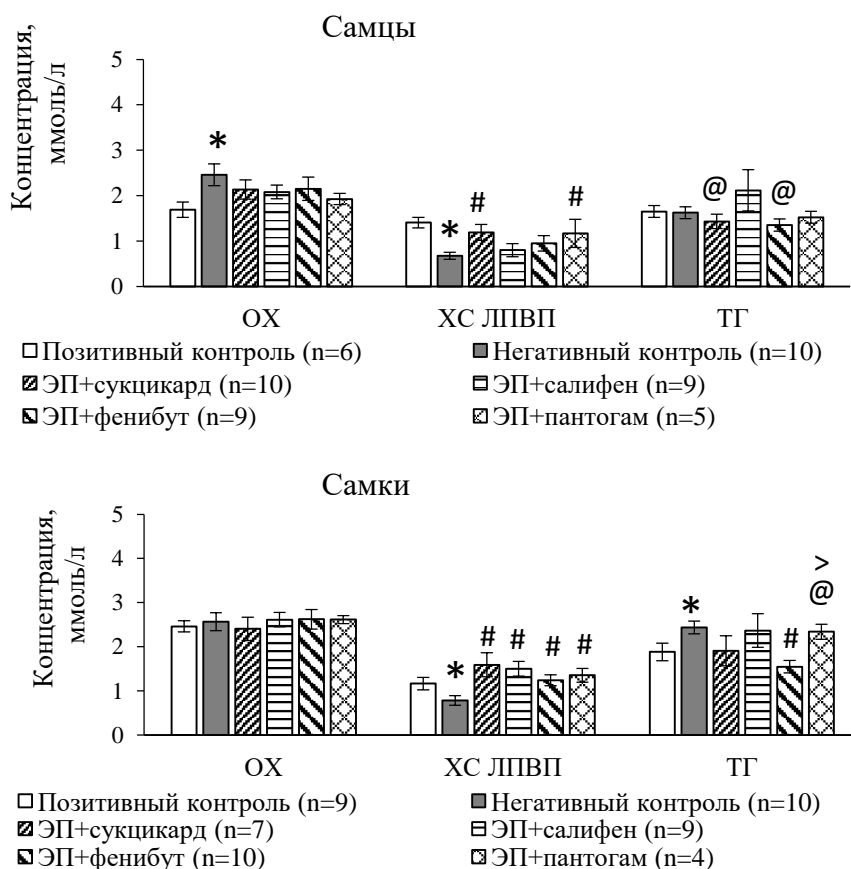 Самцы
Концентрация,
ммоль/л
5
4
3
2
1
0
*
*
#
#
@
@
ОХ ХС ЛПВП ТГ
Позитивный контроль (n=6) Негативный контроль (n=10)
ЭП+сукцикард (n=10) ЭП+салифен (n=9)
ЭП+фенибут (n=9) ЭП+пантогам (n=5)
Самки
Концентрация,
ммоль/л
5
4
3
2
1
0
*
#
#
#
#
*
#
>
@
ОХ ХС ЛПВП ТГ
Позитивный контроль (n=9) Негативный контроль (n=10)
ЭП+сукцикард (n=7) ЭП+салифен (n=9)
ЭП+фенибут (n=10) ЭП+пантогам (n=4)